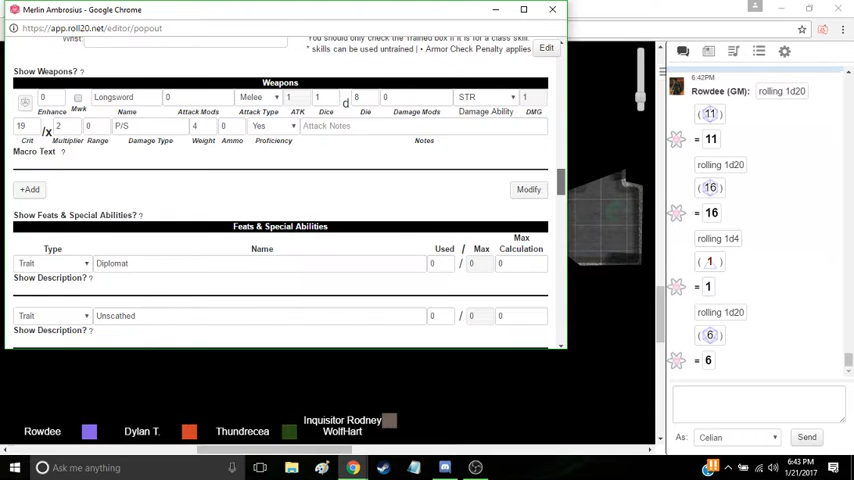 Merlin Ambrosius - Google Chrome
https://app.roll20.net/editor/popout
You should only check the Trained box if it is for a class skill.
What:
* skills can be used untrained | • Armor Check Penalty applies
Edit
Show Weapons? ?
Weapons
0 Longsword 0 Melee 1 1 d 8 0 STR 1
Enhance Mwk Name Attack Mods Attack Type ATK Dice Die Damage Mods Damage Ability DMG
19 /x 2 0 P/S 4 0 Yes Attack Notes
Crit Multiplier Range Damage Type Weight Ammo Proficiency Notes
Macro Text ?
+Add Modify
Show Feats & Special Abilities? ?
Feats & Special Abilities
Type Name Used / Max Max Calculation
Trait Diplomat 0 / 0 0
Show Description? ?
Trait Unscathed 0 / 0 0
Show Description? ?
Rowdee Dylan T. Thundrecea Inquisitor Rodney WolfHart
6:42PM
Rowdee (GM): rolling 1d20
( 11 )
= 11
rolling 1d20
( 16 )
= 16
rolling 1d4
( 1 )
= 1
rolling 1d20
( 6 )
= 6
As: Celian Send
Ask me anything
6:43 PM
1/21/2017